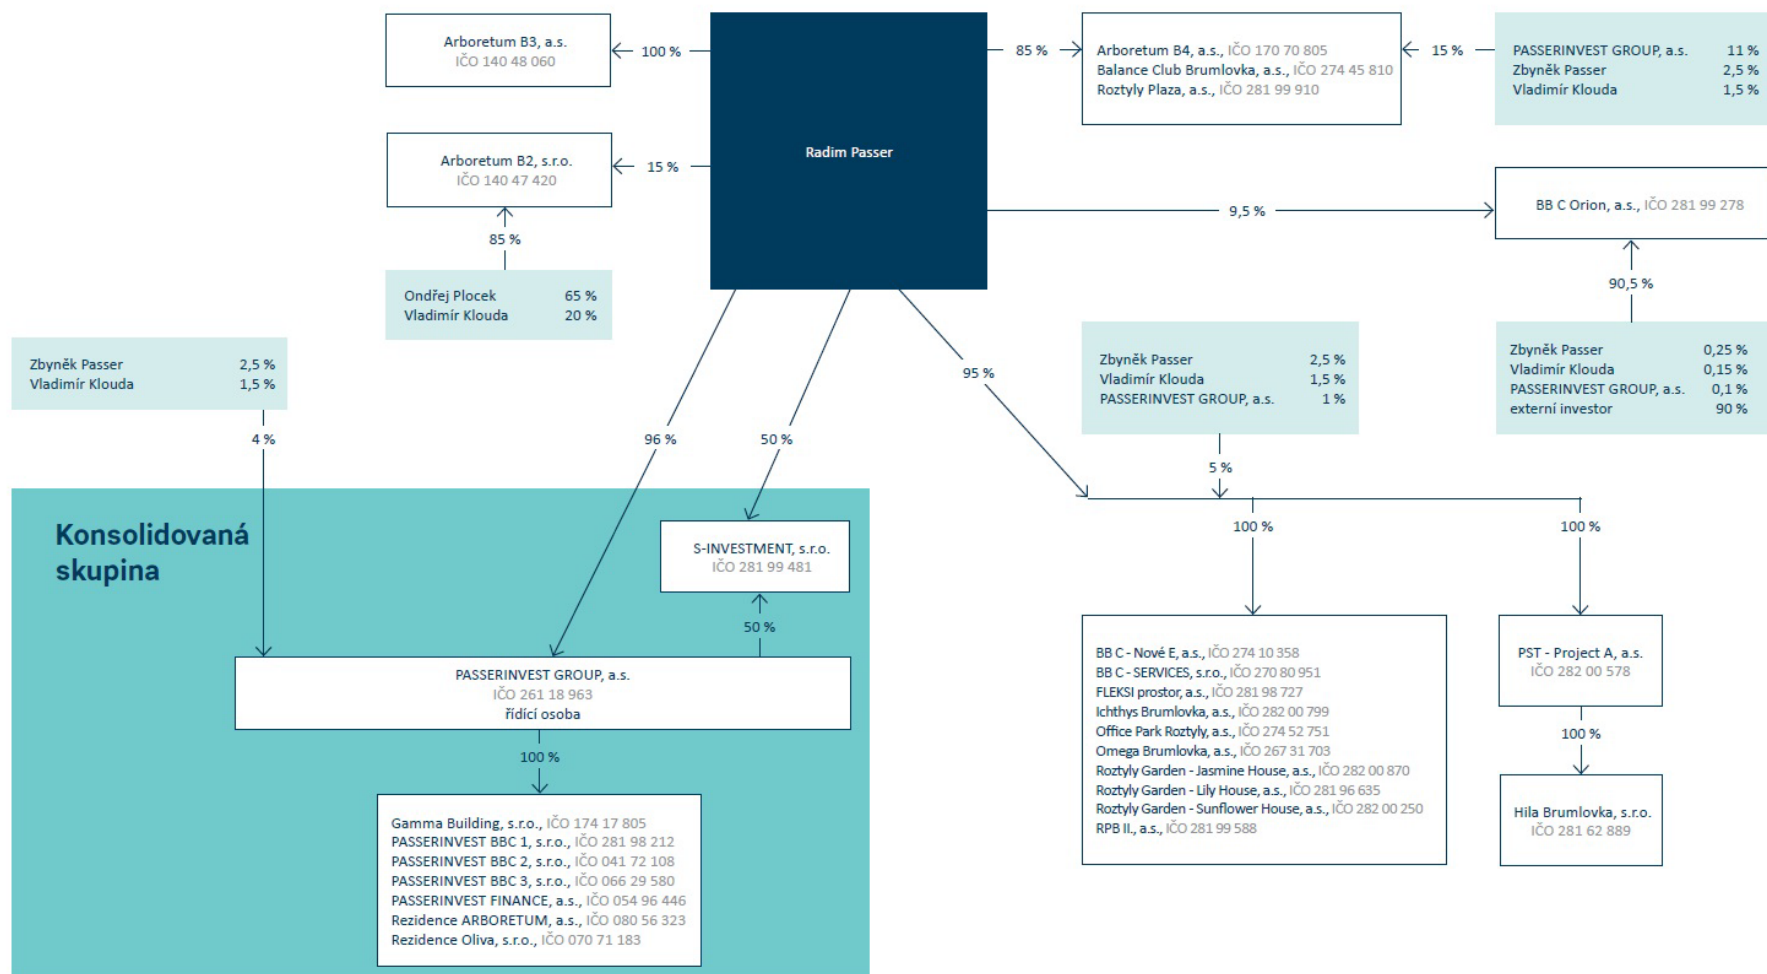 Arboretum B3, a.s.
IČO 140 48 060
100 %
Radim Passer
85 %
Arboretum B4, a.s., IČO 170 70 805
Balance Club Brumlovka, a.s., IČO 274 45 810
Roztyly Plaza, a.s., IČO 281 99 910
15 %
PASSERINVEST GROUP, a.s. 11 %
Zbyněk Passer 2,5 %
Vladimír Klouda 1,5 %
Arboretum B2, s.r.o.
IČO 140 47 420
15 %
9,5 %
BB C Orion, a.s., IČO 281 99 278
85 %
Ondřej Plocek 65 %
Vladimír Klouda 20 %
90,5 %
Zbyněk Passer 0,25 %
Vladimír Klouda 0,15 %
PASSERINVEST GROUP, a.s. 0,1 %
externí investor 90 %
Zbyněk Passer 2,5 %
Vladimír Klouda 1,5 %
4 %
96 %
50 %
95 %
Zbyněk Passer 2,5 %
Vladimír Klouda 1,5 %
PASSERINVEST GROUP, a.s. 1 %
5 %
100 %
100 %
Konsolidovaná
skupina
S-INVESTMENT, s.r.o.
IČO 281 99 481
50 %
PASSERINVEST GROUP, a.s.
IČO 261 18 963
řídící osoba
100 %
Gamma Building, s.r.o., IČO 174 17 805
PASSERINVEST BBC 1, s.r.o., IČO 281 98 212
PASSERINVEST BBC 2, s.r.o., IČO 041 72 108
PASSERINVEST BBC 3, s.r.o., IČO 066 29 580
PASSERINVEST FINANCE, a.s., IČO 054 96 446
Rezidence ARBORETUM, a.s., IČO 080 56 323
Rezidence Oliva, s.r.o., IČO 070 71 183
BB C - Nové E, a.s., IČO 274 10 358
BB C - SERVICES, s.r.o., IČO 270 80 951
FLEKSI prostor, a.s., IČO 281 98 727
Ichthys Brumlovka, a.s., IČO 282 00 799
Office Park Roztyly, a.s., IČO 274 52 751
Omega Brumlovka, a.s., IČO 267 31 703
Roztyly Garden - Jasmine House, a.s., IČO 282 00 870
Roztyly Garden - Lily House, a.s., IČO 281 96 635
Roztyly Garden - Sunflower House, a.s., IČO 282 00 250
RPB II., a.s., IČO 281 99 588
PST - Project A, a.s.
IČO 282 00 578
100 %
Hila Brumlovka, s.r.o.
IČO 281 62 889